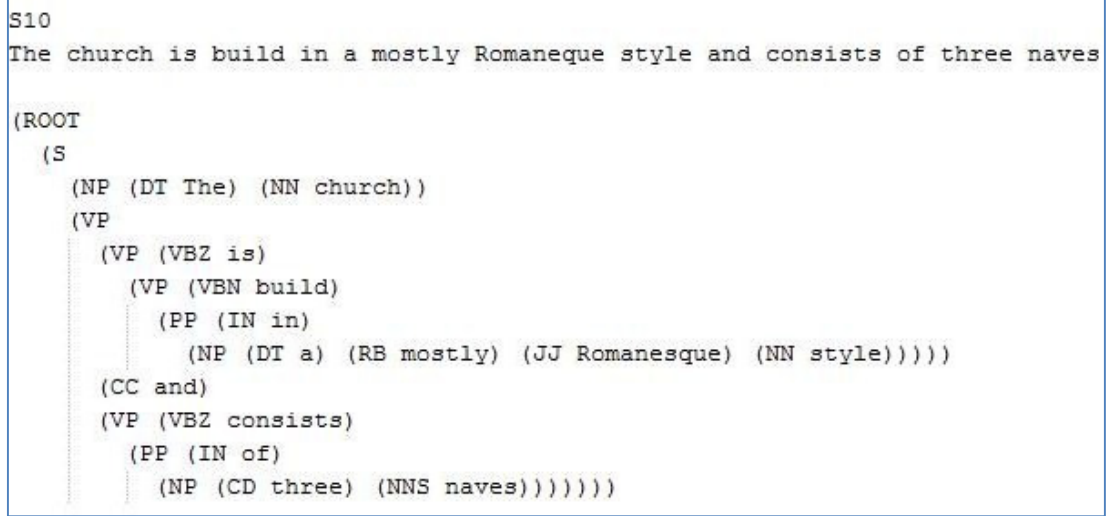 S10
The church is build in a mostly Romaneque style and consists of three naves
(ROOT
(S
(NP (DT The) (NN church))
(VP
(VP (VBZ is)
(VP (VBN build)
(PP (IN in)
(NP (DT a) (RB mostly) (JJ Romanesque) (NN style)))))
(CC and)
(VP (VBZ consists)
(PP (IN of)
(NP (CD three) (NNS naves)))))))